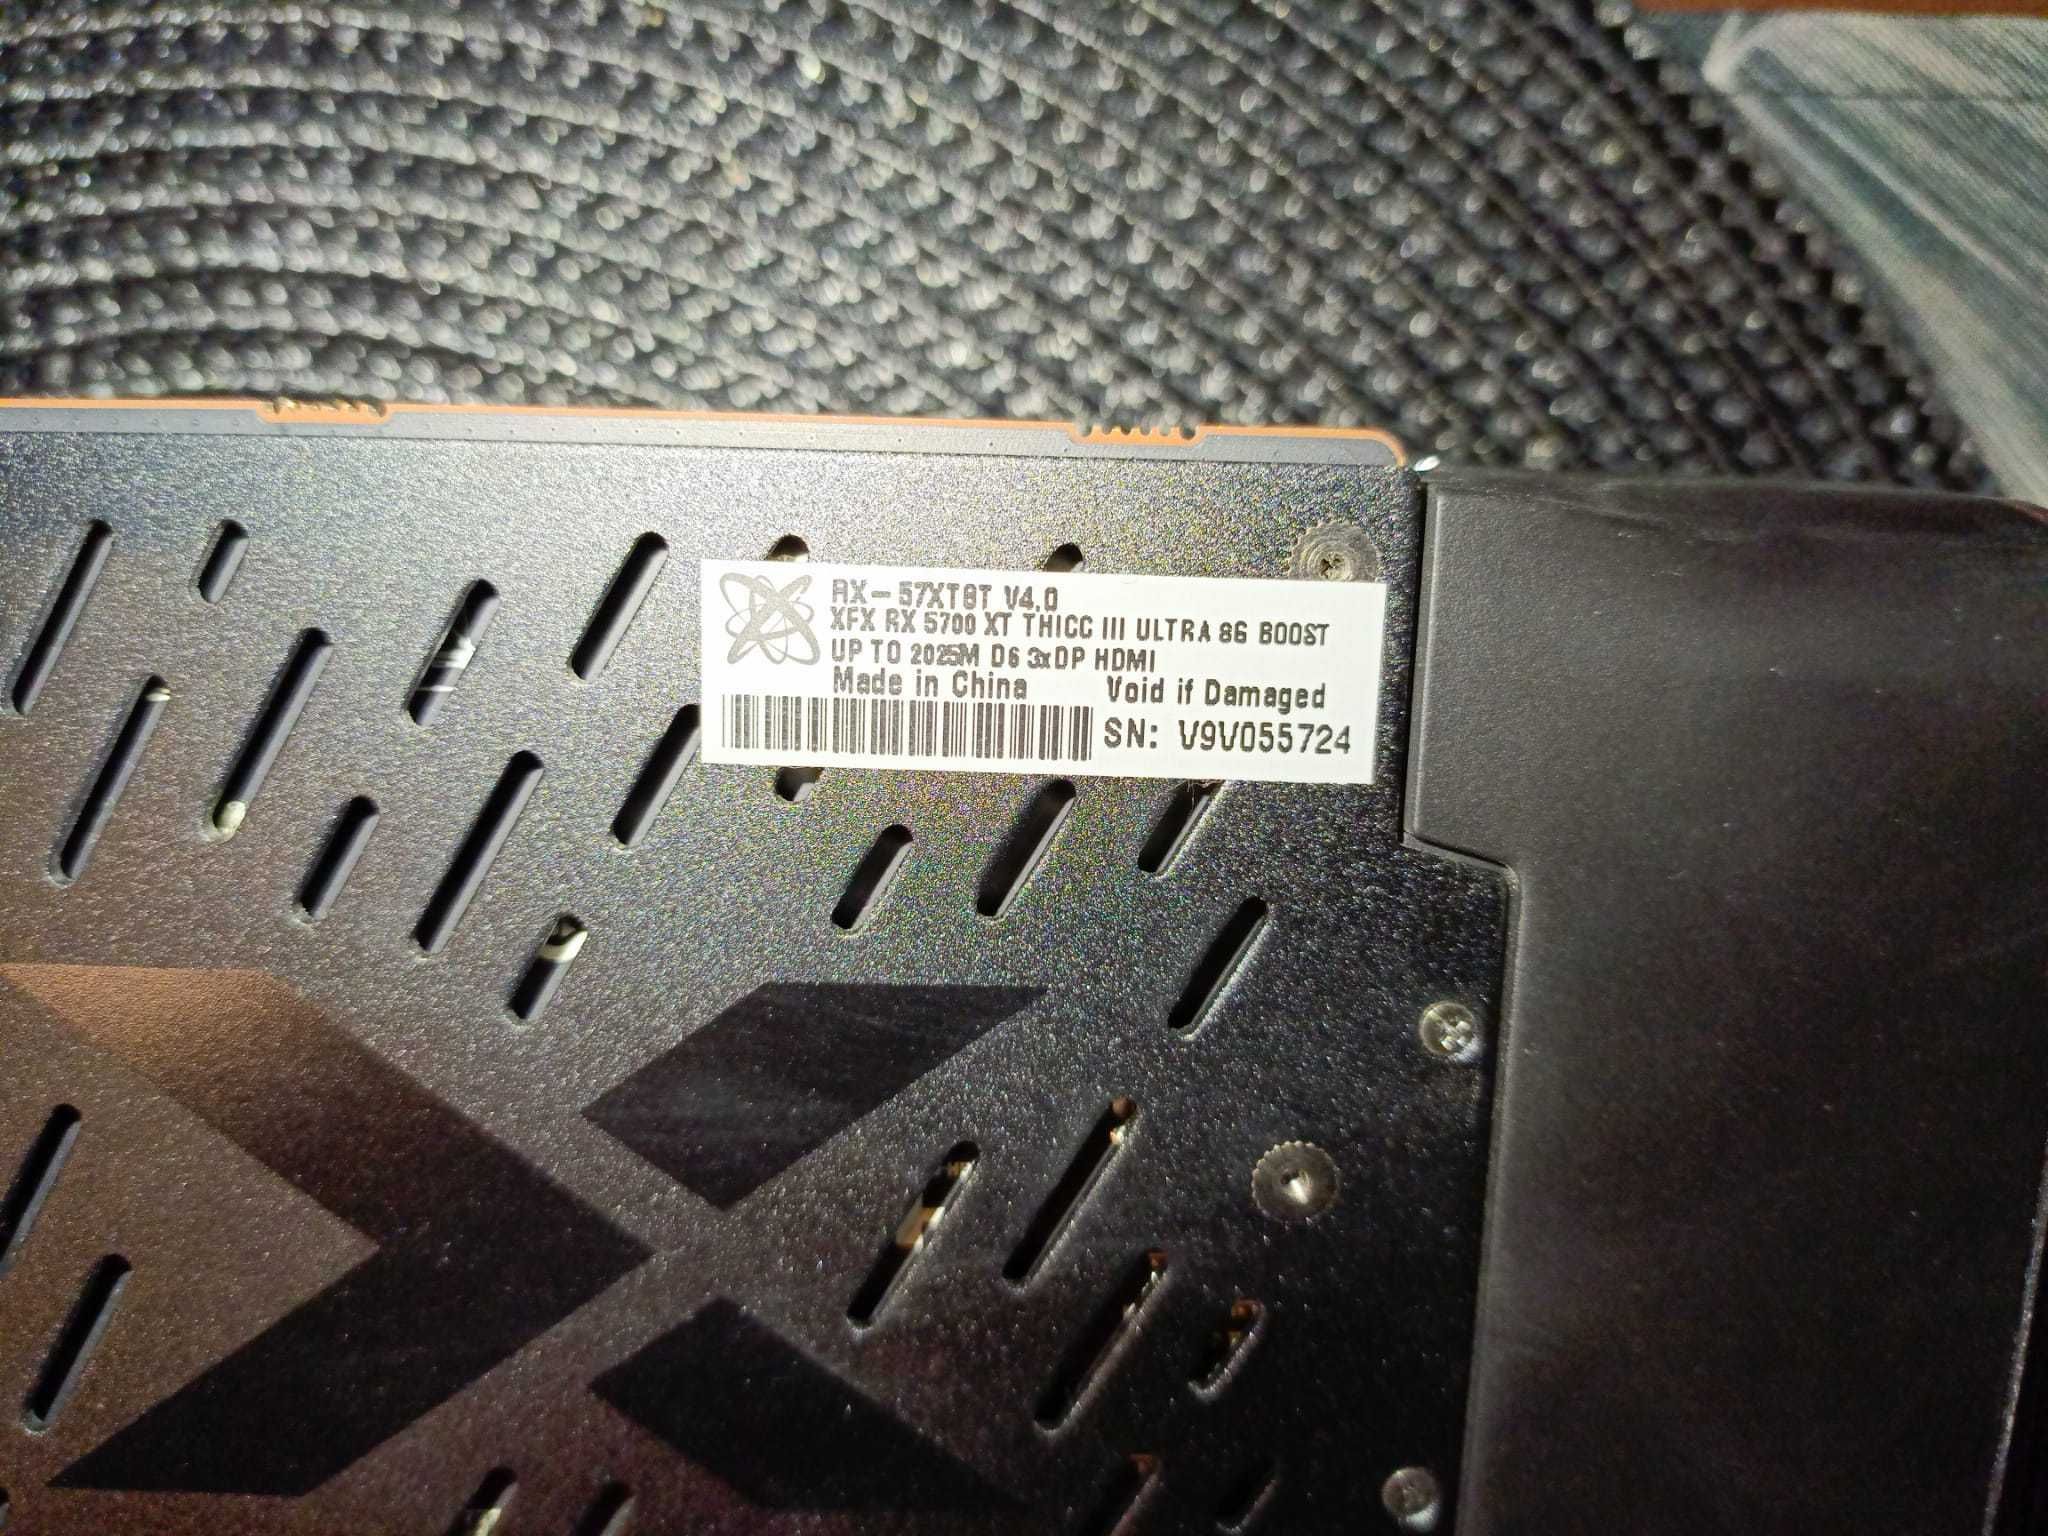 RX-57XT8T V4.0
XFX RX 5700 XT THICC III ULTRA 8G BOOST
UP TO 2025M D6 3xDP HDMI
Made in China Void if Damaged
SN: V9V055724